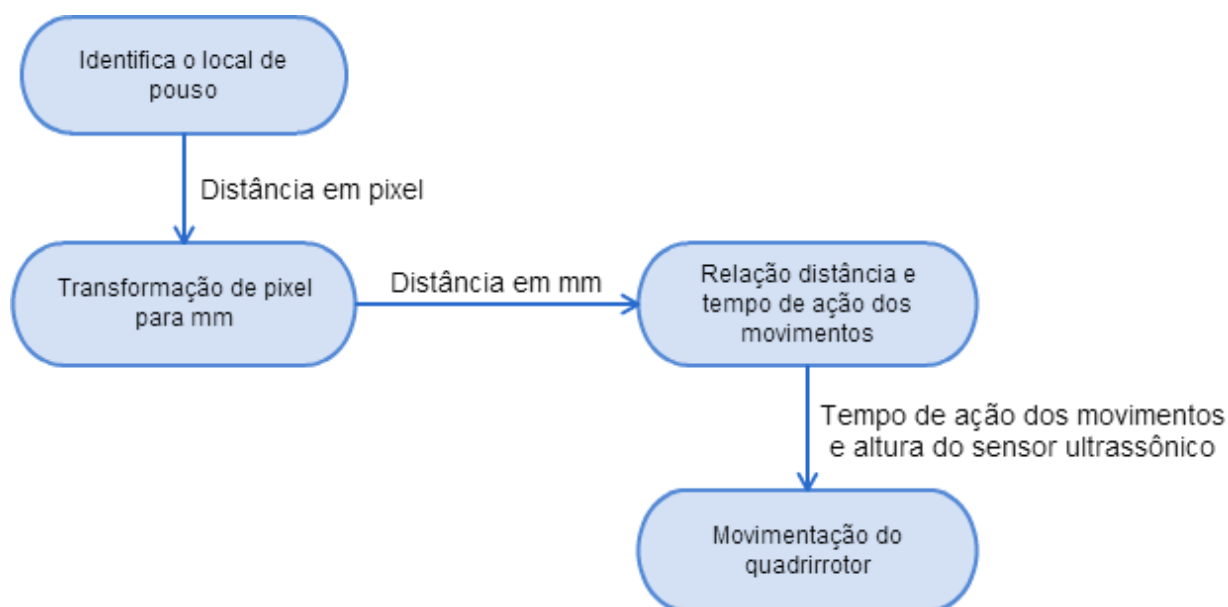 Identifica o local de
pouso
Distância em pixel
Transformação de pixel
para mm
Distância em mm
Relação distância e
tempo de ação dos
movimentos
Tempo de ação dos movimentos
e altura do sensor ultrassônico
Movimentação do
quadrirrotor